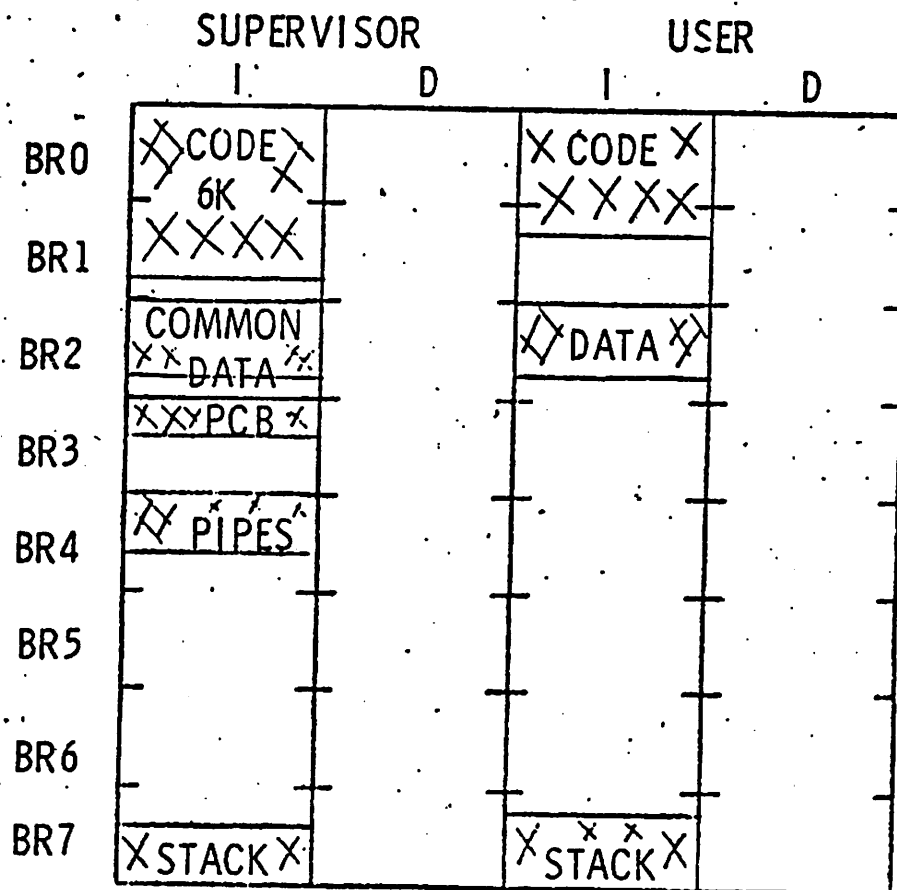 SUPERVISOR USER
I D I D
BR0 CODE CODE
6K
BR1
COMMON
BR2 DATA DATA
PCB
BR3
PIPES
BR4
BR5
BR6
BR7 STACK STACK